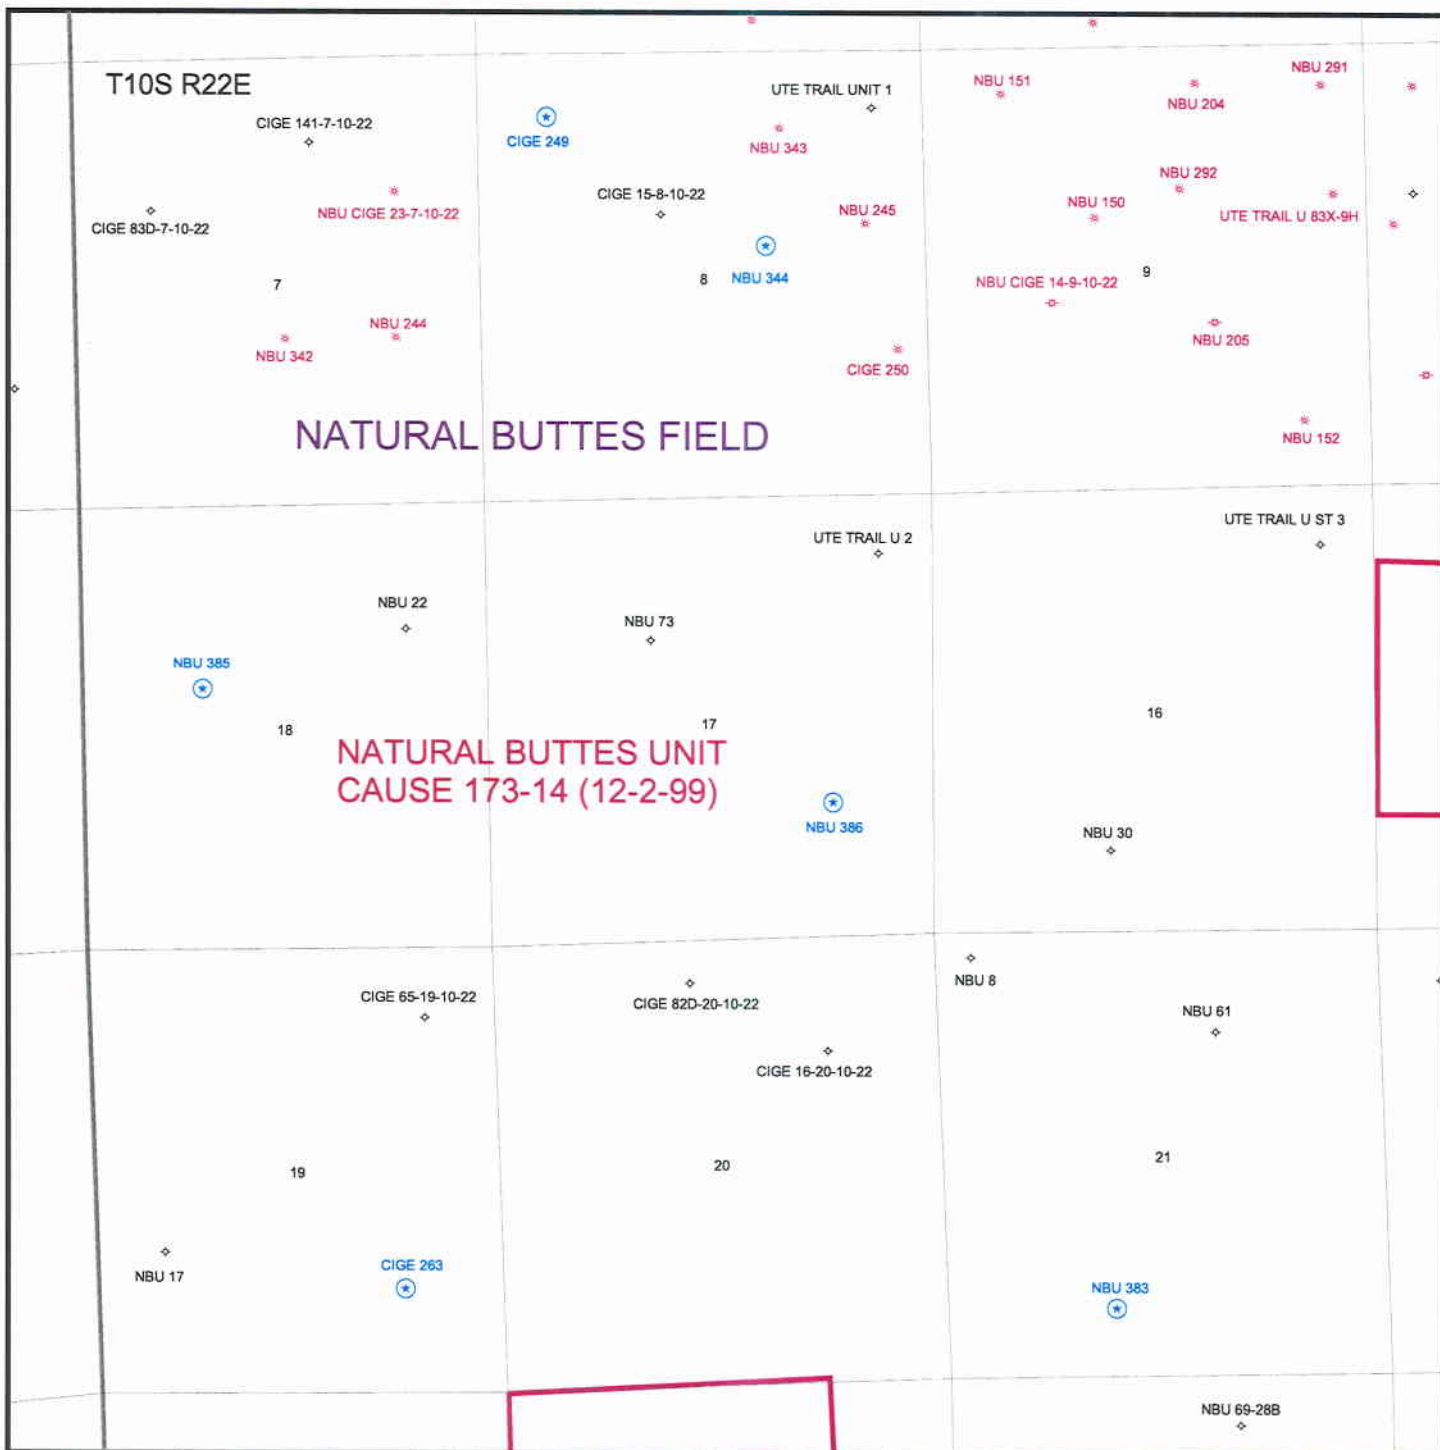 T10S R22E
UTE TRAIL UNIT 1
NBU 151
NBU 291
NBU 204
CIGE 141-7-10-22
CIGE 249
NBU 343
NBU 292
CIGE 15-8-10-22
NBU CIGE 23-7-10-22
NBU 245
NBU 150
UTE TRAIL U 83X-9H
CIGE 83D-7-10-22
7
8
NBU 344
NBU CIGE 14-9-10-22
9
NBU 244
NBU 342
CIGE 250
NBU 205
NATURAL BUTTES FIELD
NBU 152
UTE TRAIL U 2
UTE TRAIL U ST 3
NBU 22
NBU 73
NBU 385
18
17
16
NATURAL BUTTES UNIT
CAUSE 173-14 (12-2-99)
NBU 386
NBU 30
CIGE 65-19-10-22
CIGE 82D-20-10-22
NBU 8
NBU 61
CIGE 16-20-10-22
19
20
21
NBU 17
CIGE 263
NBU 383
NBU 69-28B